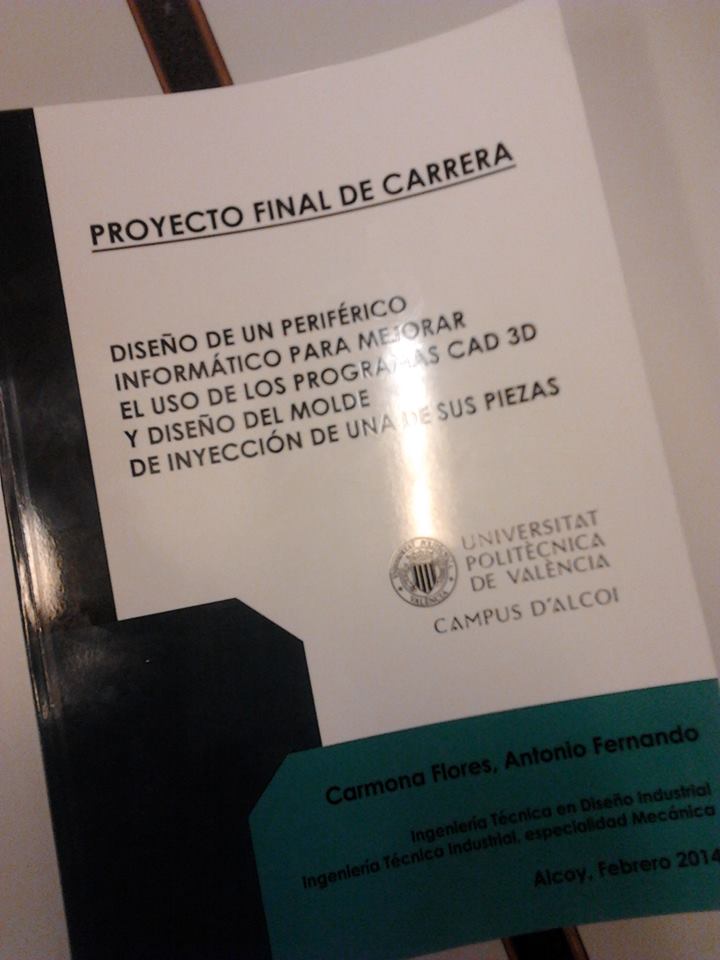 PROYECTO FINAL DE CARRERA
DISEÑO DE UN PERIFÉRICO
INFORMÁTICO PARA MEJORAR
EL USO DE LOS PROGRAMAS CAD 3D
Y DISEÑO DEL MOLDE
DE INYECCIÓN DE UNA DE SUS PIEZAS
UNIVERSITAT
POLITÈCNICA
DE VALÈNCIA
CAMPUS D'ALCOI
Carmona Flores, Antonio Fernando
Ingeniería Técnica en Diseño Industrial
Ingeniería Técnica Industrial, especialidad Mecánica
Alcoy, Febrero 2014